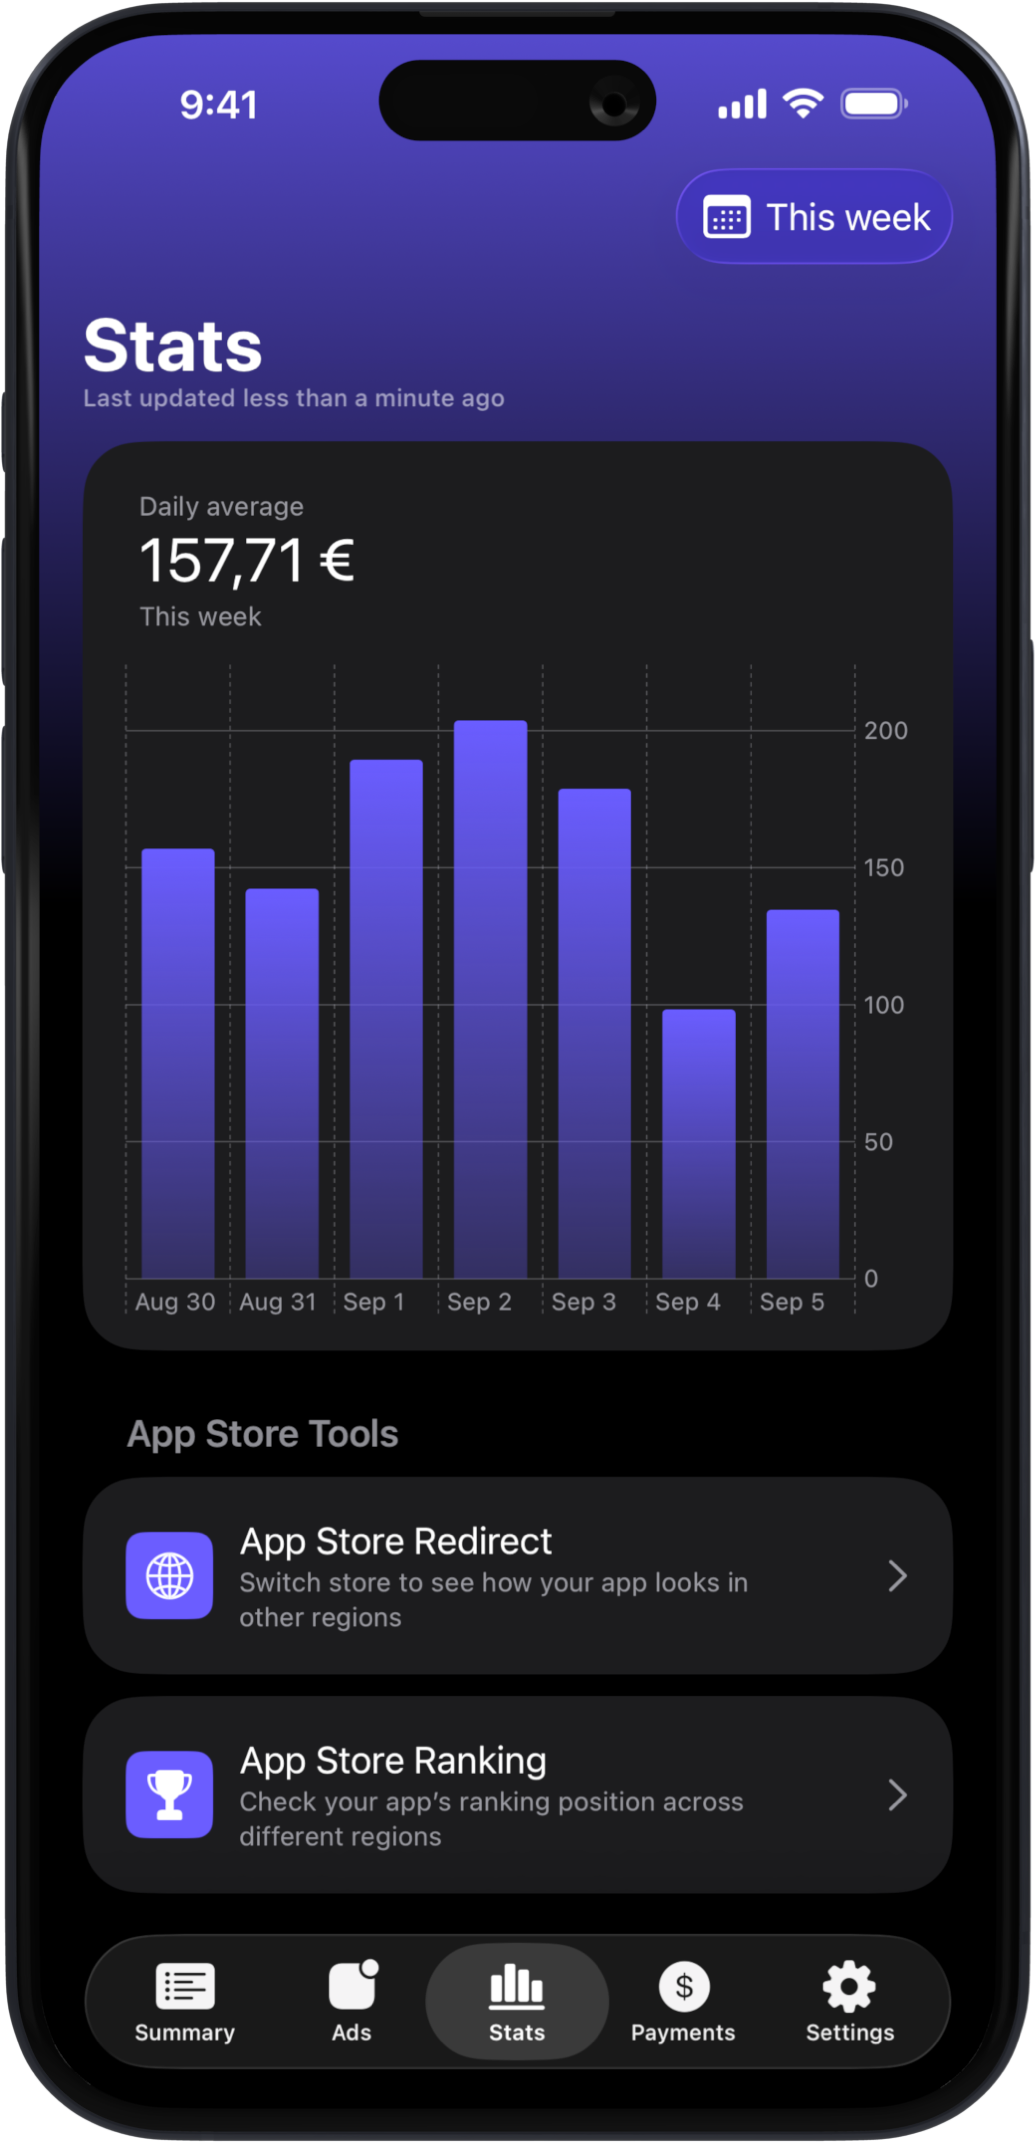 9:41
This week
Stats
Last updated less than a minute ago
Daily average
157,71 €
This week
200
150
100
50
0
Aug 30 Aug 31 Sep 1 Sep 2 Sep 3 Sep 4 Sep 5
App Store Tools
App Store Redirect
Switch store to see how your app looks in
other regions
App Store Ranking
Check your app’s ranking position across
different regions
$
Summary Ads Stats Payments Settings